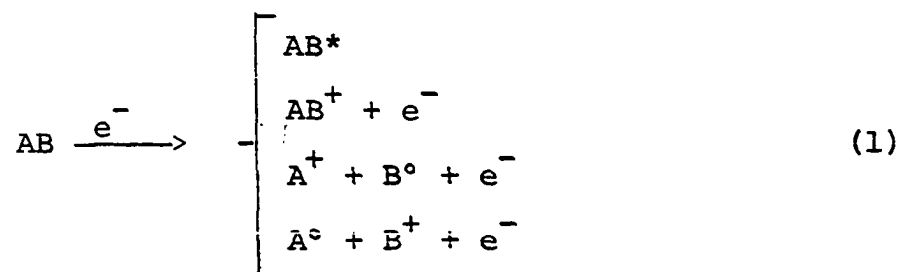 AB*
AB⁺ + e⁻
AB e⁻ → (1)
A⁺ + B° + e⁻
A° + B⁺ + e⁻